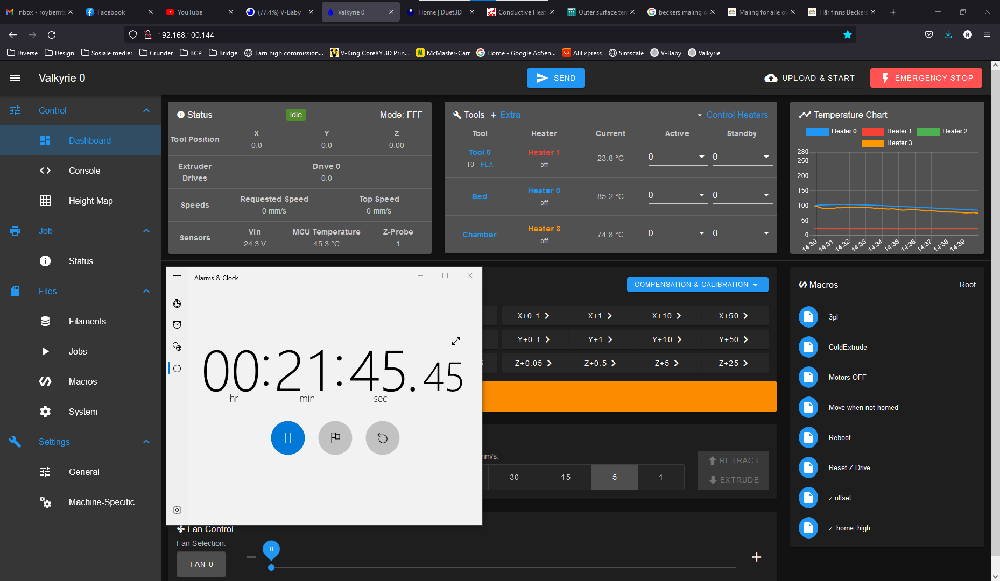 Inbox - roybernts
Facebook
YouTube
(77.4%) V-Baby
Valkyrie 0
Home | Duet3D
Conductive Heat
Outer surface tem
beckers maling o
Maling for alle ov
Här finns Beckers
192.168.100.144
Diverse
Design
Sosiale medier
Grunder
BCP
Bridge
Earn high commission...
V-King CoreXY 3D Prin...
McMaster-Carr
Home - Google AdSen...
AliExpress
Simscale
V-Baby
Valkyrie
Valkyrie 0
SEND
UPLOAD & START
EMERGENCY STOP
Control
Dashboard
Console
Height Map
Job
Status
Files
Filaments
Jobs
Macros
System
Settings
General
Machine-Specific
Status
Idle
Mode: FFF
Tool Position
X
Y
Z
0.0
0.0
0.00
Extruder Drives
Drive 0
0.0
Speeds
Requested Speed
Top Speed
0 mm/s
0 mm/s
Sensors
Vin
MCU Temperature
Z-Probe
24.3 V
45.3 °C
1
Tools + Extra
Control Heaters
Tool
Heater
Current
Active
Standby
Tool 0
T0 - PLA
Heater 1
off
23.8 °C
0
0
Bed
Heater 0
off
85.2 °C
0
0
Chamber
Heater 3
off
74.8 °C
0
0
Temperature Chart
Heater 0
Heater 1
Heater 2
Heater 3
280
250
200
150
100
50
0
14:30
14:31
14:32
14:33
14:34
14:35
14:36
14:37
14:38
14:39
Alarms & Clock
00:21:45.45
hr
min
sec
COMPENSATION & CALIBRATION
X+0.1
X+1
X+10
X+50
Y+0.1
Y+1
Y+10
Y+50
Z+0.05
Z+0.5
Z+5
Z+25
mm/s:
30
15
5
1
RETRACT
EXTRUDE
Fan Control
Fan Selection:
FAN 0
0
Macros
Root
3pl
ColdExtrude
Motors OFF
Move when not homed
Reboot
Reset Z Drive
z offset
z_home_high